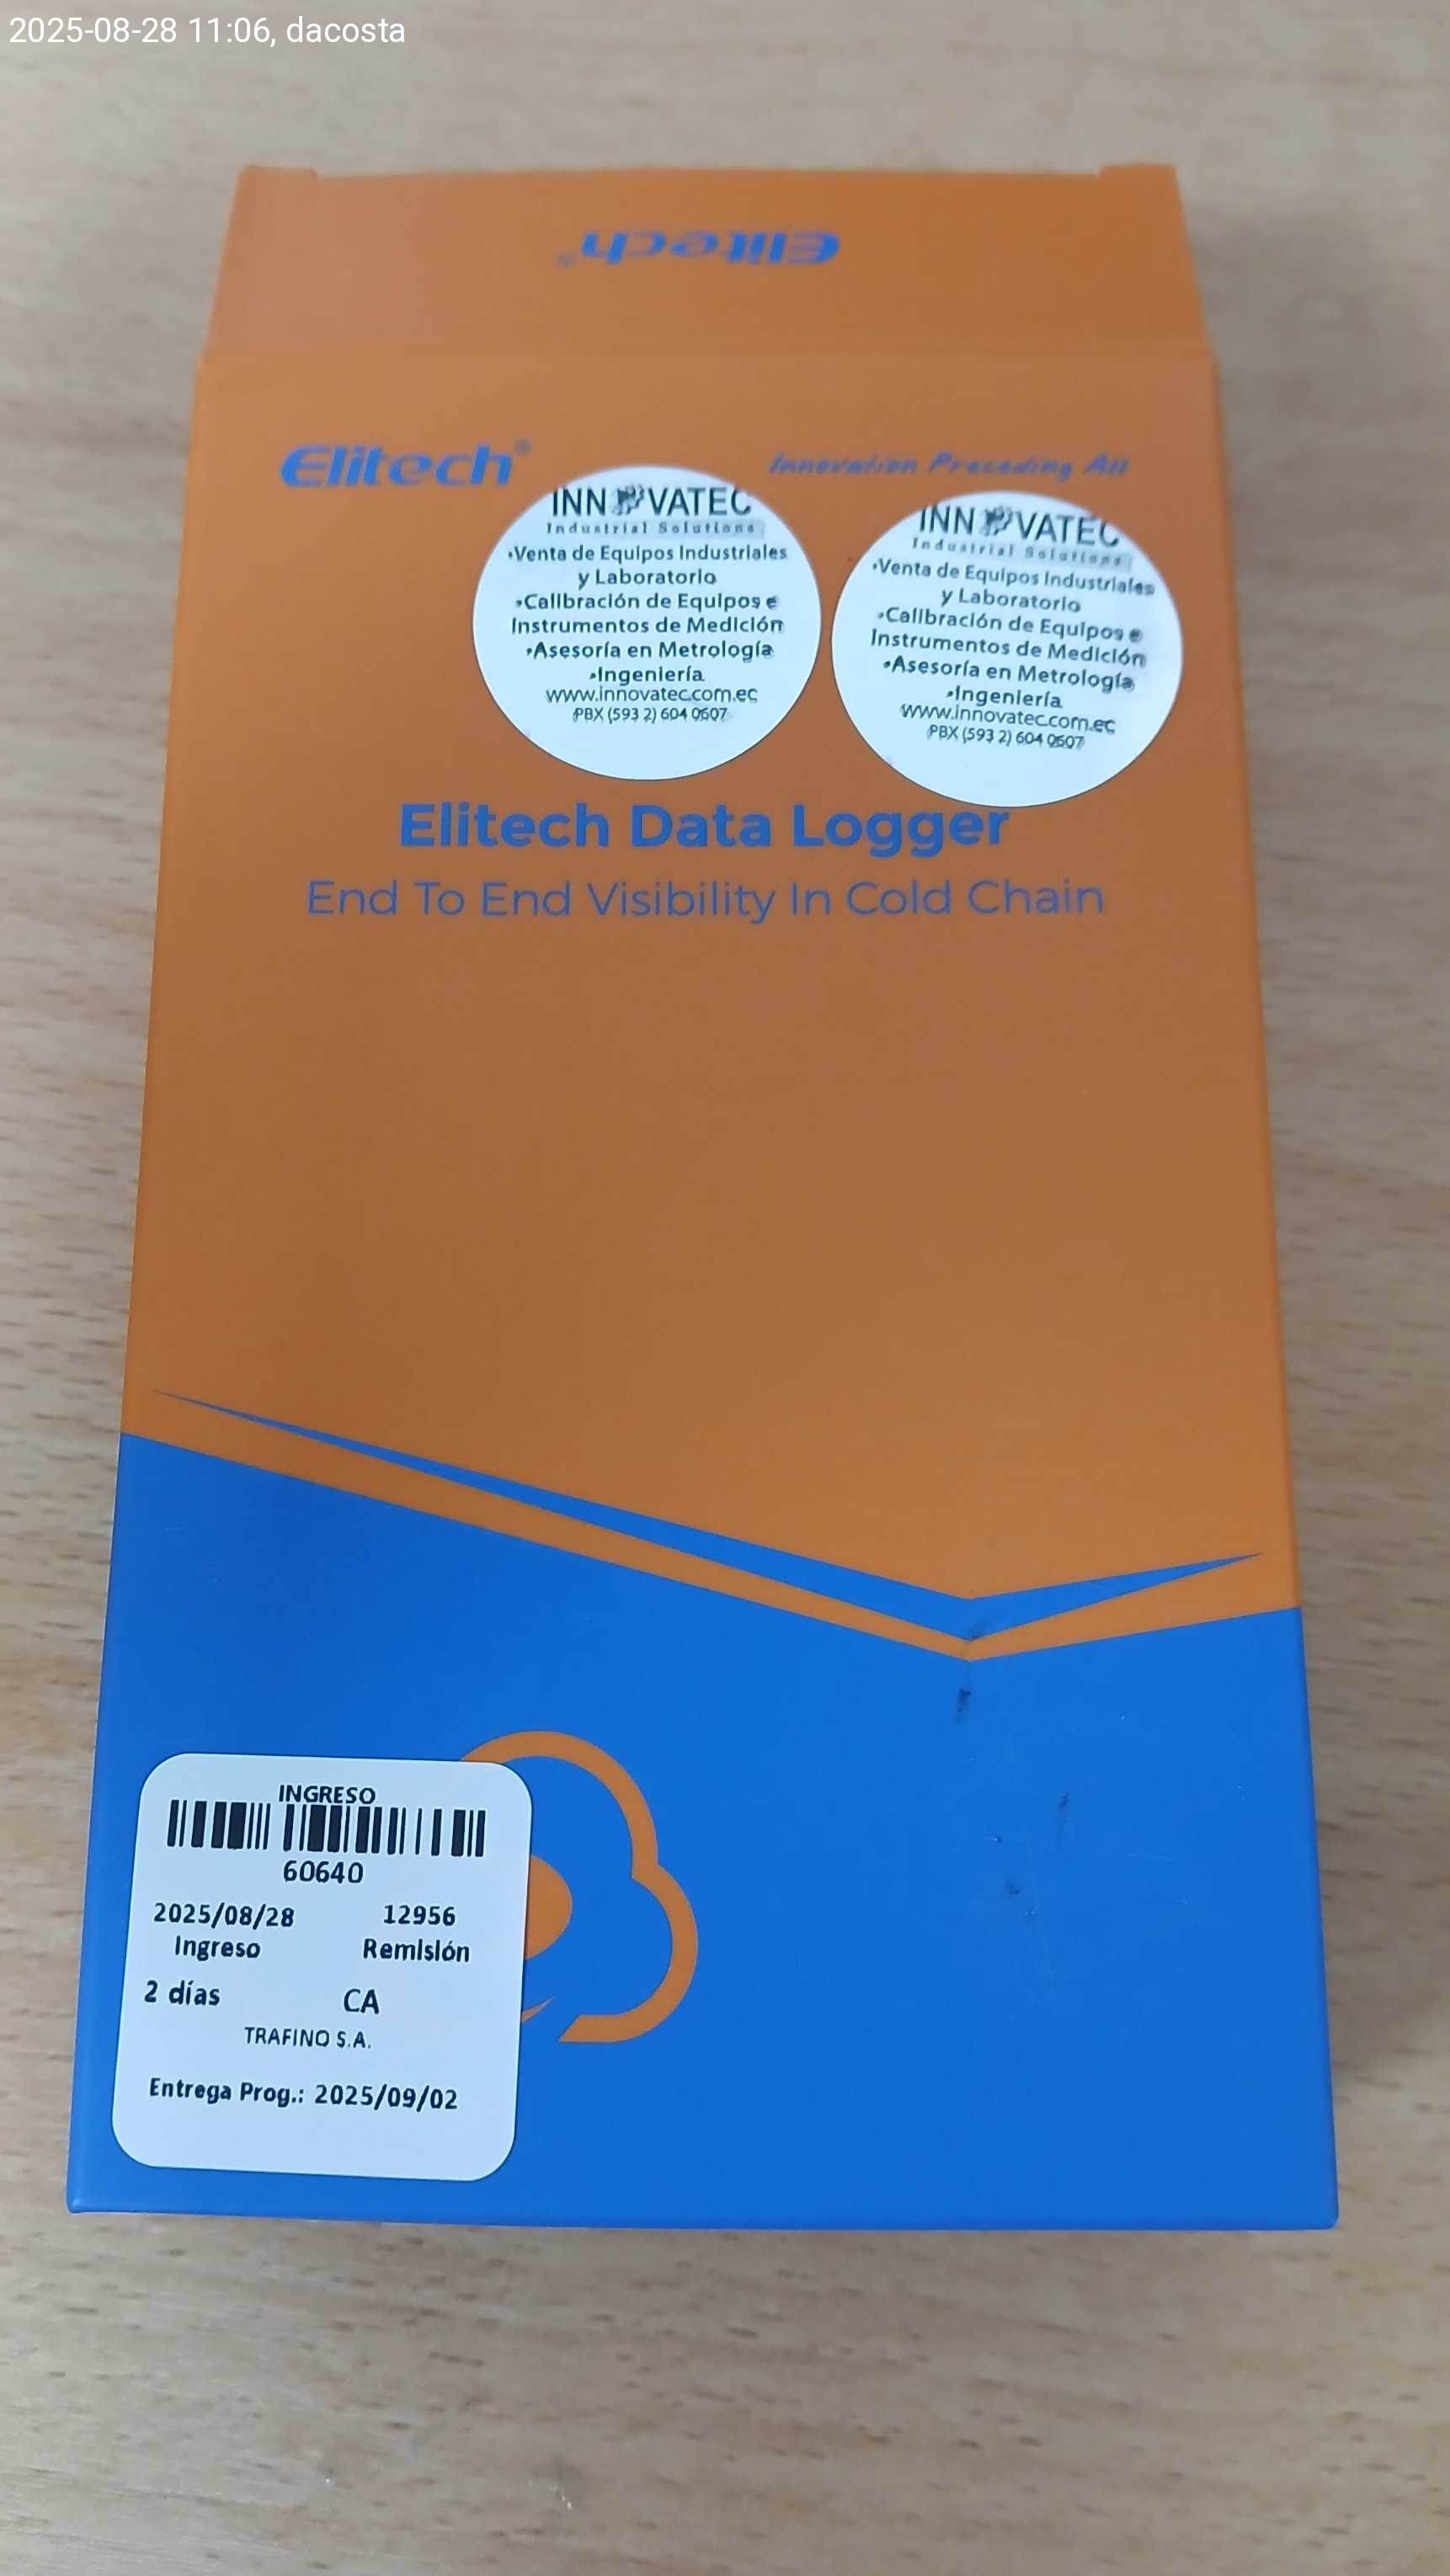 2025-08-28 11:06, dacosta
Elitech®
Elitech®
Innovation Preceding All
INNOVATEC
Industrial Solutions
•Venta de Equipos Industriales
y Laboratorio
•Calibración de Equipos e
Instrumentos de Medición
•Asesoría en Metrología
•Ingeniería
www.innovatec.com.ec
PBX (593 2) 604 0607
INNOVATEC
Industrial Solutions
•Venta de Equipos Industriales
y Laboratorio
•Calibración de Equipos e
Instrumentos de Medición
•Asesoría en Metrología
•Ingeniería
www.innovatec.com.ec
PBX (593 2) 604 0607
Elitech Data Logger
End To End Visibility In Cold Chain
INGRESO
60640
2025/08/28 12956
Ingreso Remisión
2 días CA
TRAFINO S.A.
Entrega Prog.: 2025/09/02